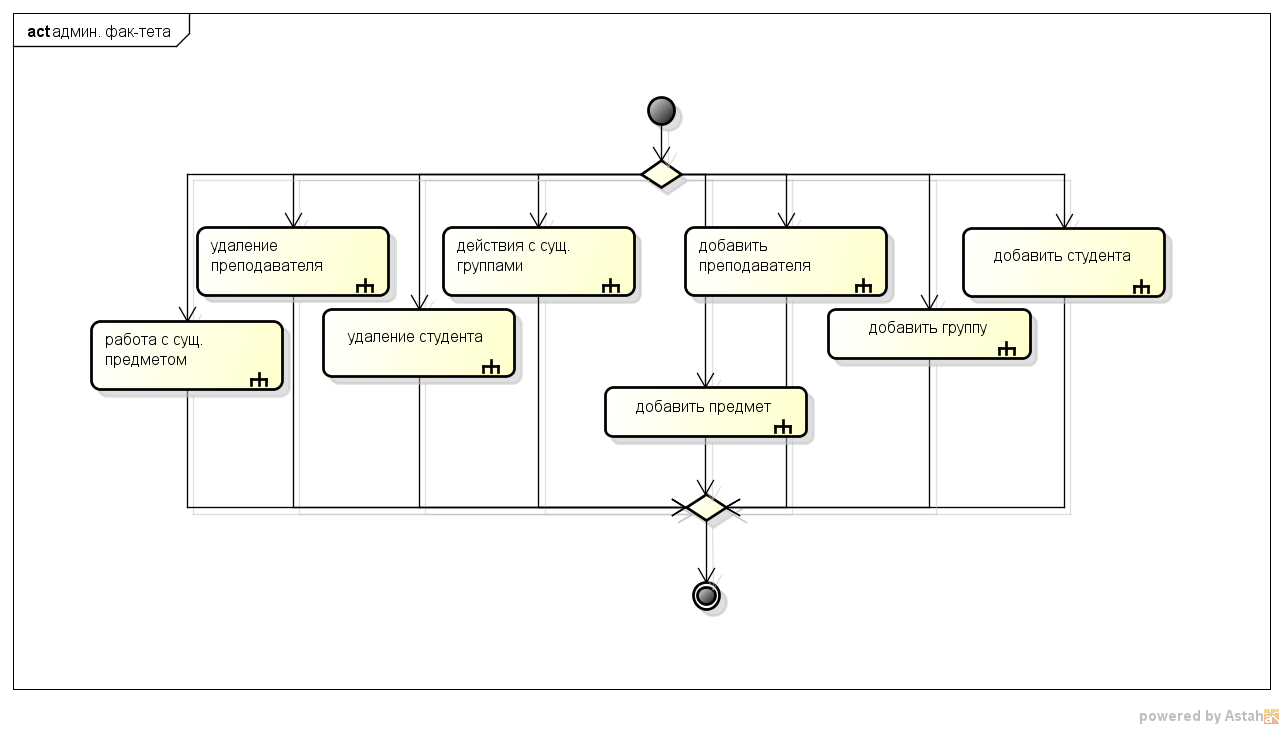 act админ. фак-тета
удаление
преподавателя
действия с сущ.
группами
добавить
преподавателя
добавить студента
работа с сущ.
предметом
удаление студента
добавить группу
добавить предмет
powered by Astah